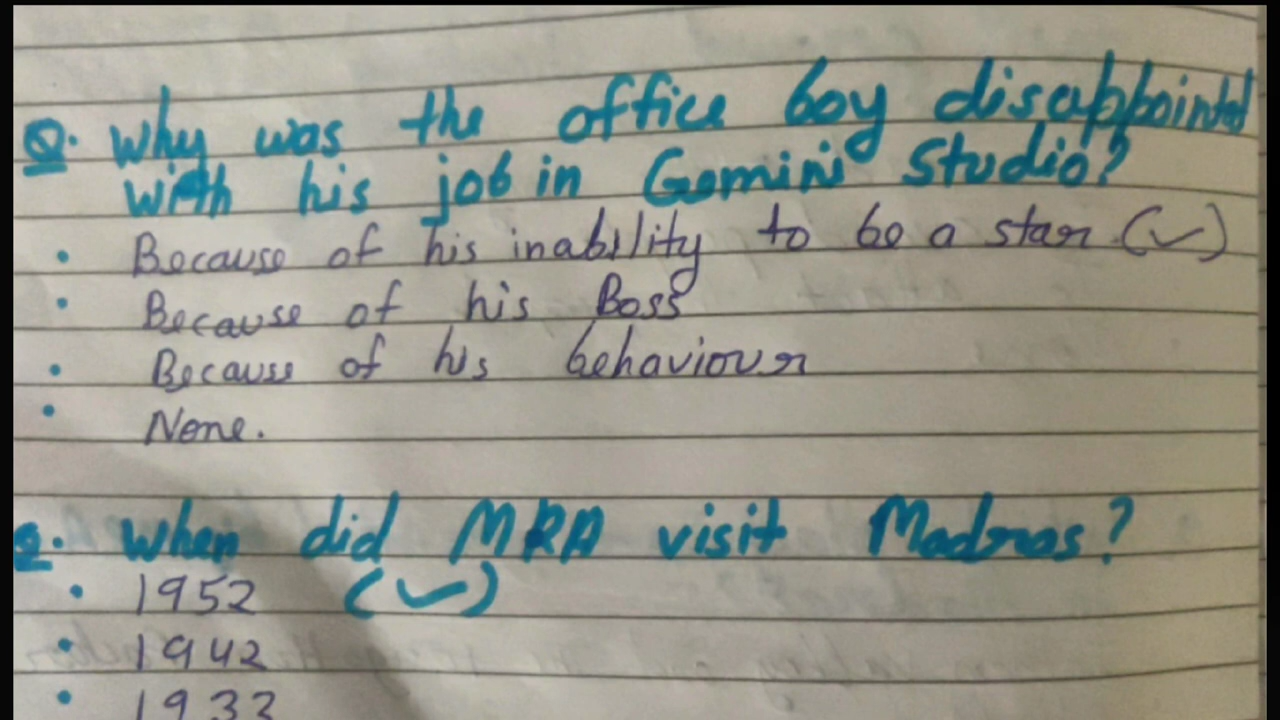 Q. Why was the office boy disappointed
with his job in Gemini Studio?
• Because of his inability to be a star (✓)
• Because of his Boss
• Because of his behaviour
• None.
Q. When did MRA visit Madras?
• 1952 (✓)
• 1942
• 1933